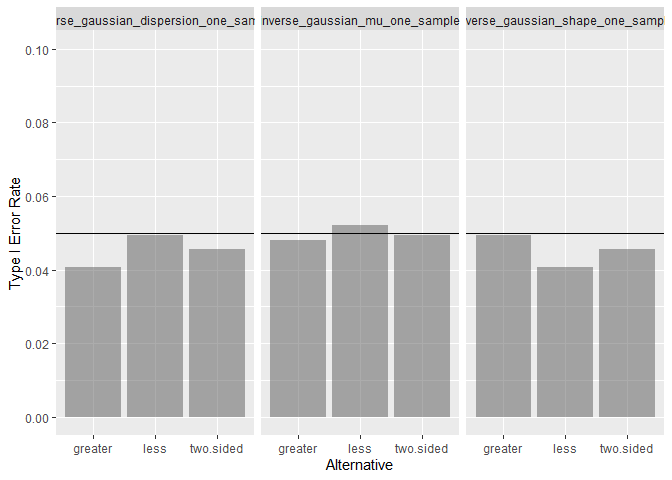 rse_gaussian_dispersion_one_sam
nverse_gaussian_mu_one_sample
verse_gaussian_shape_one_samp
0.10
0.08
0.06
0.04
0.02
0.00
Type I Error Rate
greater less two.sided greater less two.sided greater less two.sided
Alternative